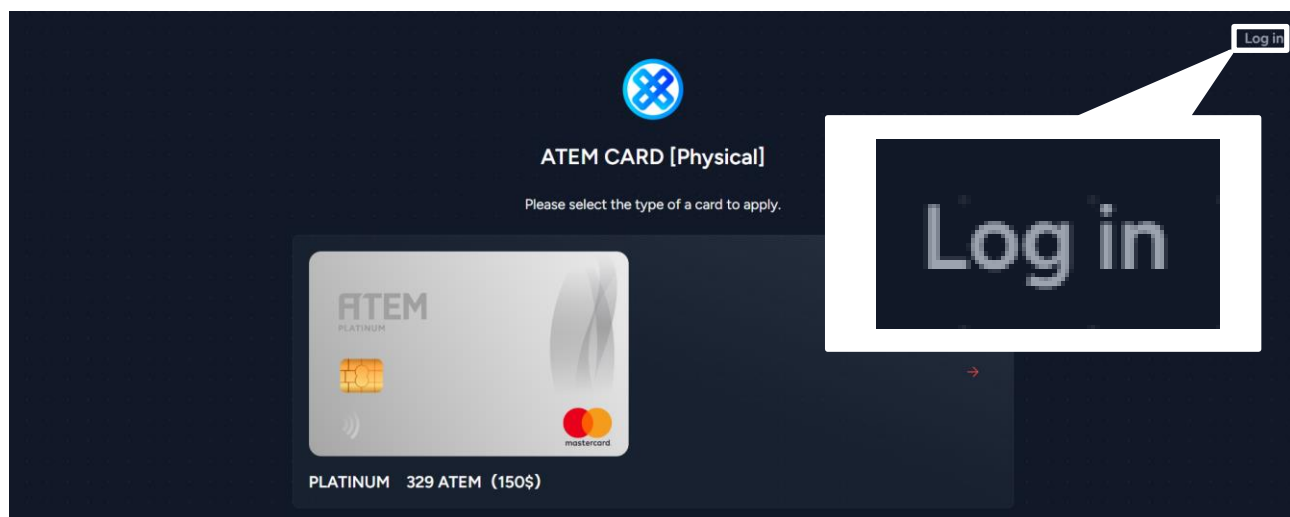 Log in
ATEM CARD [Physical]
Please select the type of a card to apply.
Log in
ATEM
PLATINUM
mastercard
PLATINUM 329 ATEM (150$)